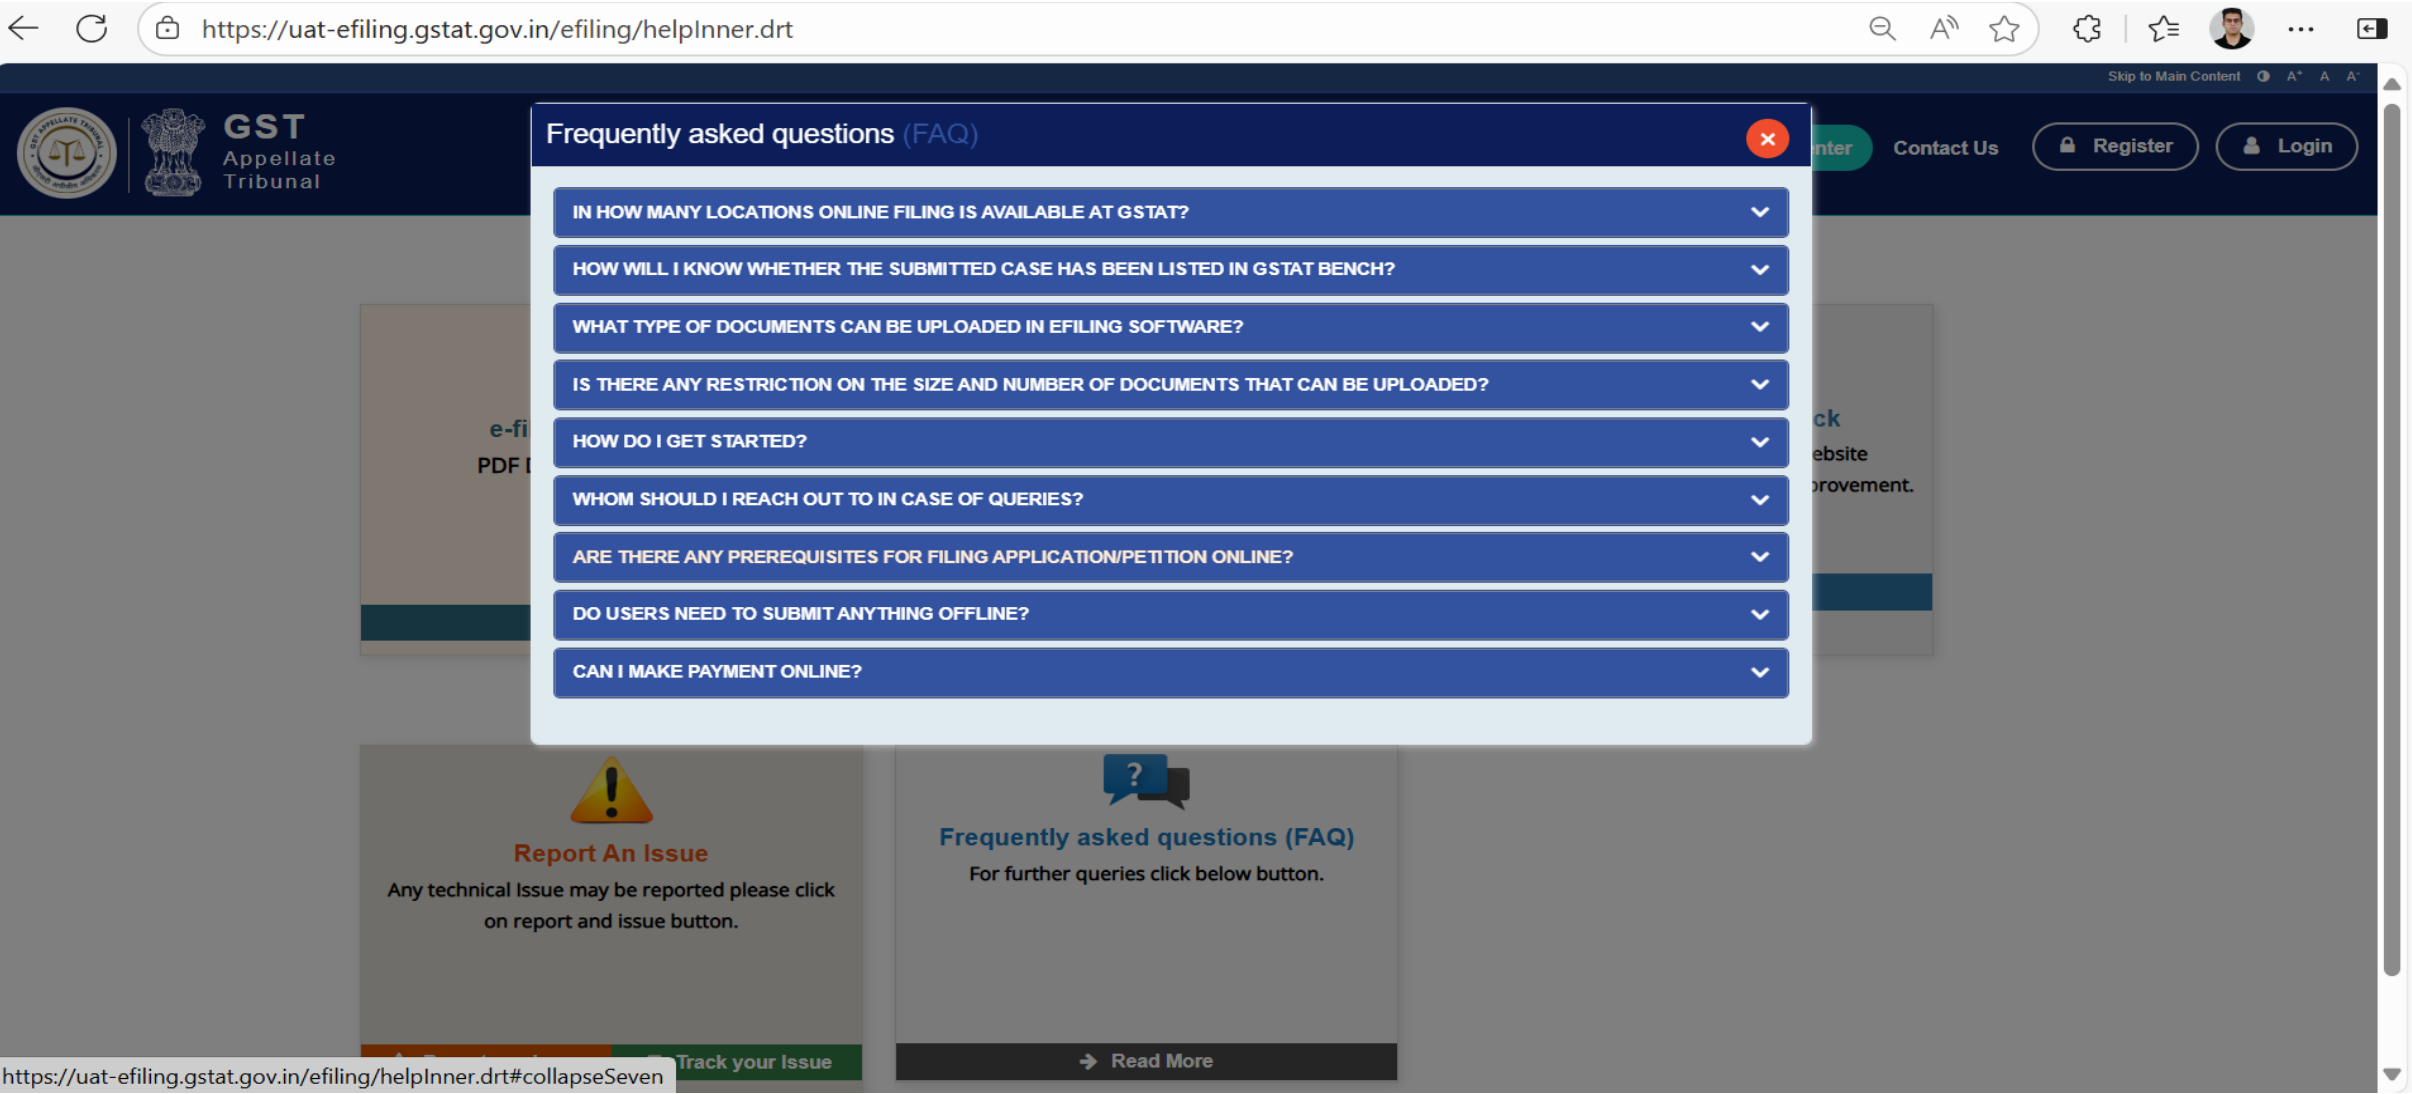 https://uat-efiling.gstat.gov.in/efiling/helpInner.drt
Skip to Main Content A+ A A-
GST
Appellate
Tribunal
Contact Us
Register
Login
Frequently asked questions (FAQ)
IN HOW MANY LOCATIONS ONLINE FILING IS AVAILABLE AT GSTAT?
HOW WILL I KNOW WHETHER THE SUBMITTED CASE HAS BEEN LISTED IN GSTAT BENCH?
WHAT TYPE OF DOCUMENTS CAN BE UPLOADED IN EFILING SOFTWARE?
IS THERE ANY RESTRICTION ON THE SIZE AND NUMBER OF DOCUMENTS THAT CAN BE UPLOADED?
HOW DO I GET STARTED?
WHOM SHOULD I REACH OUT TO IN CASE OF QUERIES?
ARE THERE ANY PREREQUISITES FOR FILING APPLICATION/PETITION ONLINE?
DO USERS NEED TO SUBMIT ANYTHING OFFLINE?
CAN I MAKE PAYMENT ONLINE?
e-fi
PDF
ck
ebsite
provement.
Report An Issue
Any technical Issue may be reported please click
on report and issue button.
Track your Issue
Frequently asked questions (FAQ)
For further queries click below button.
Read More
https://uat-efiling.gstat.gov.in/efiling/helpInner.drt#collapseSeven